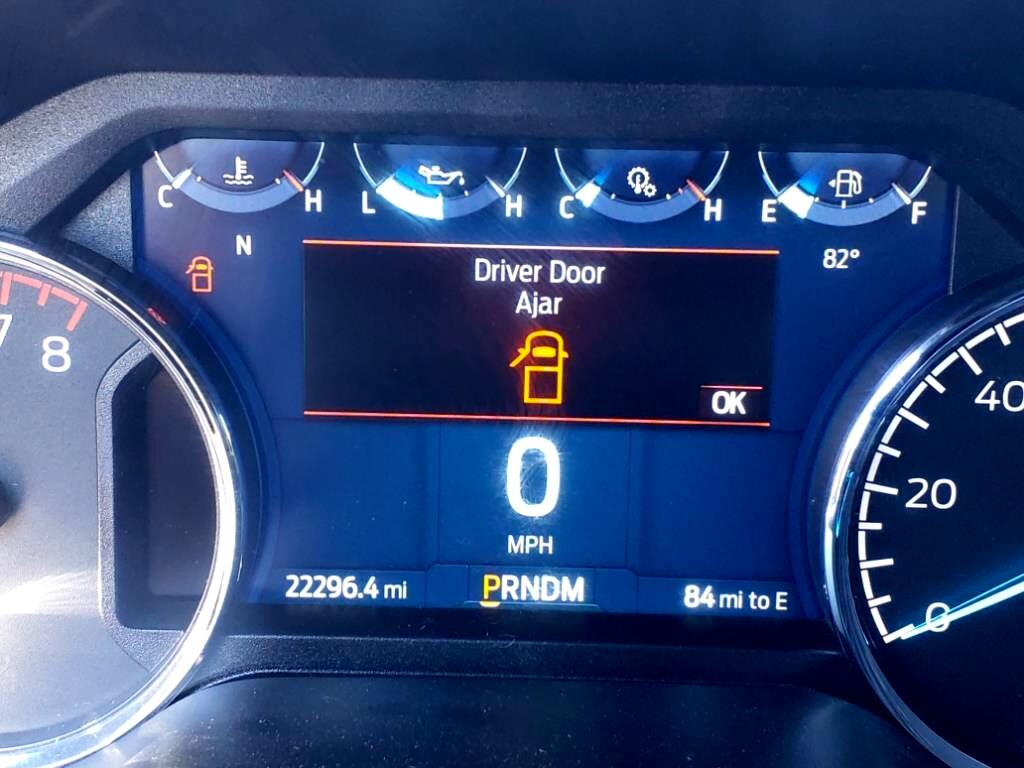 C H L H C H E F
N
82°
Driver Door
Ajar
OK
7
8
40
20
0
0
MPH
22296.4 mi
PRNDM
84 mi to E